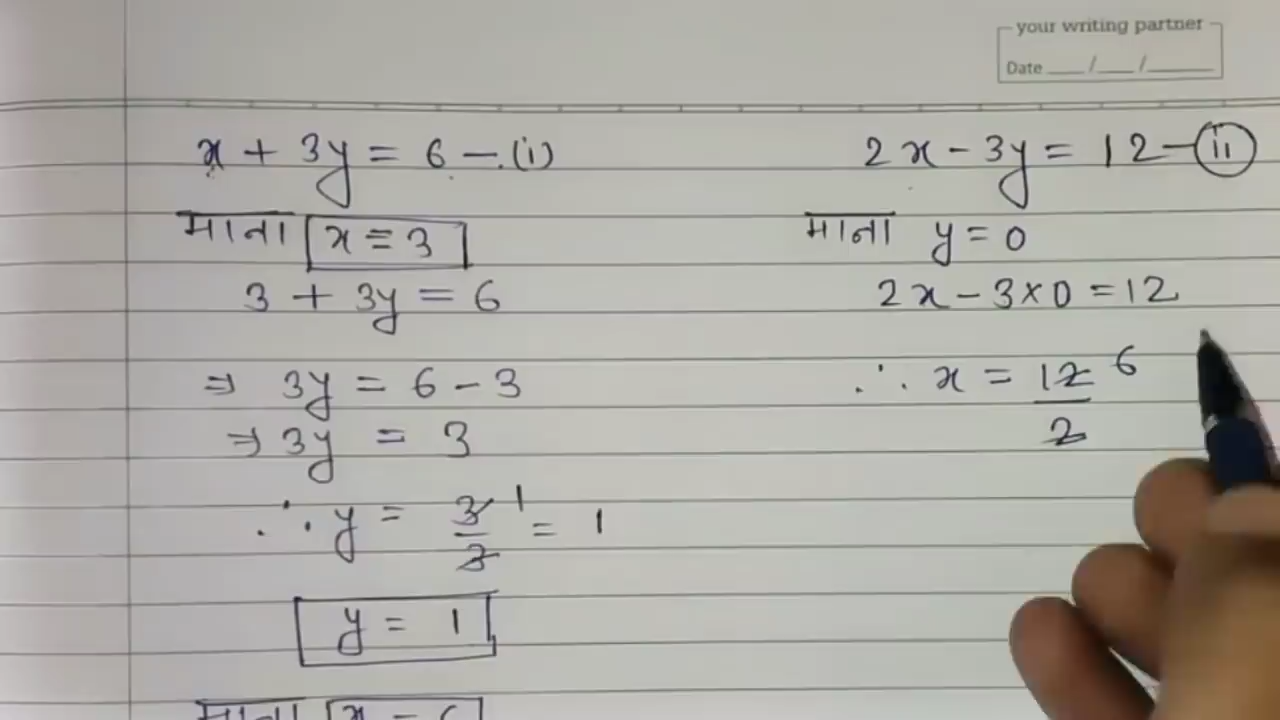 your writing partner
Date ___ /___ /______
x + 3y = 6 — (i)
माना x = 3
3 + 3y = 6
⇒ 3y = 6 - 3
⇒ 3y = 3
∴ y = 3/3 1 = 1
y = 1
माना x = 6
2x - 3y = 12 — (ii)
माना y = 0
2x - 3×0 = 12
∴ x = 12/2 6